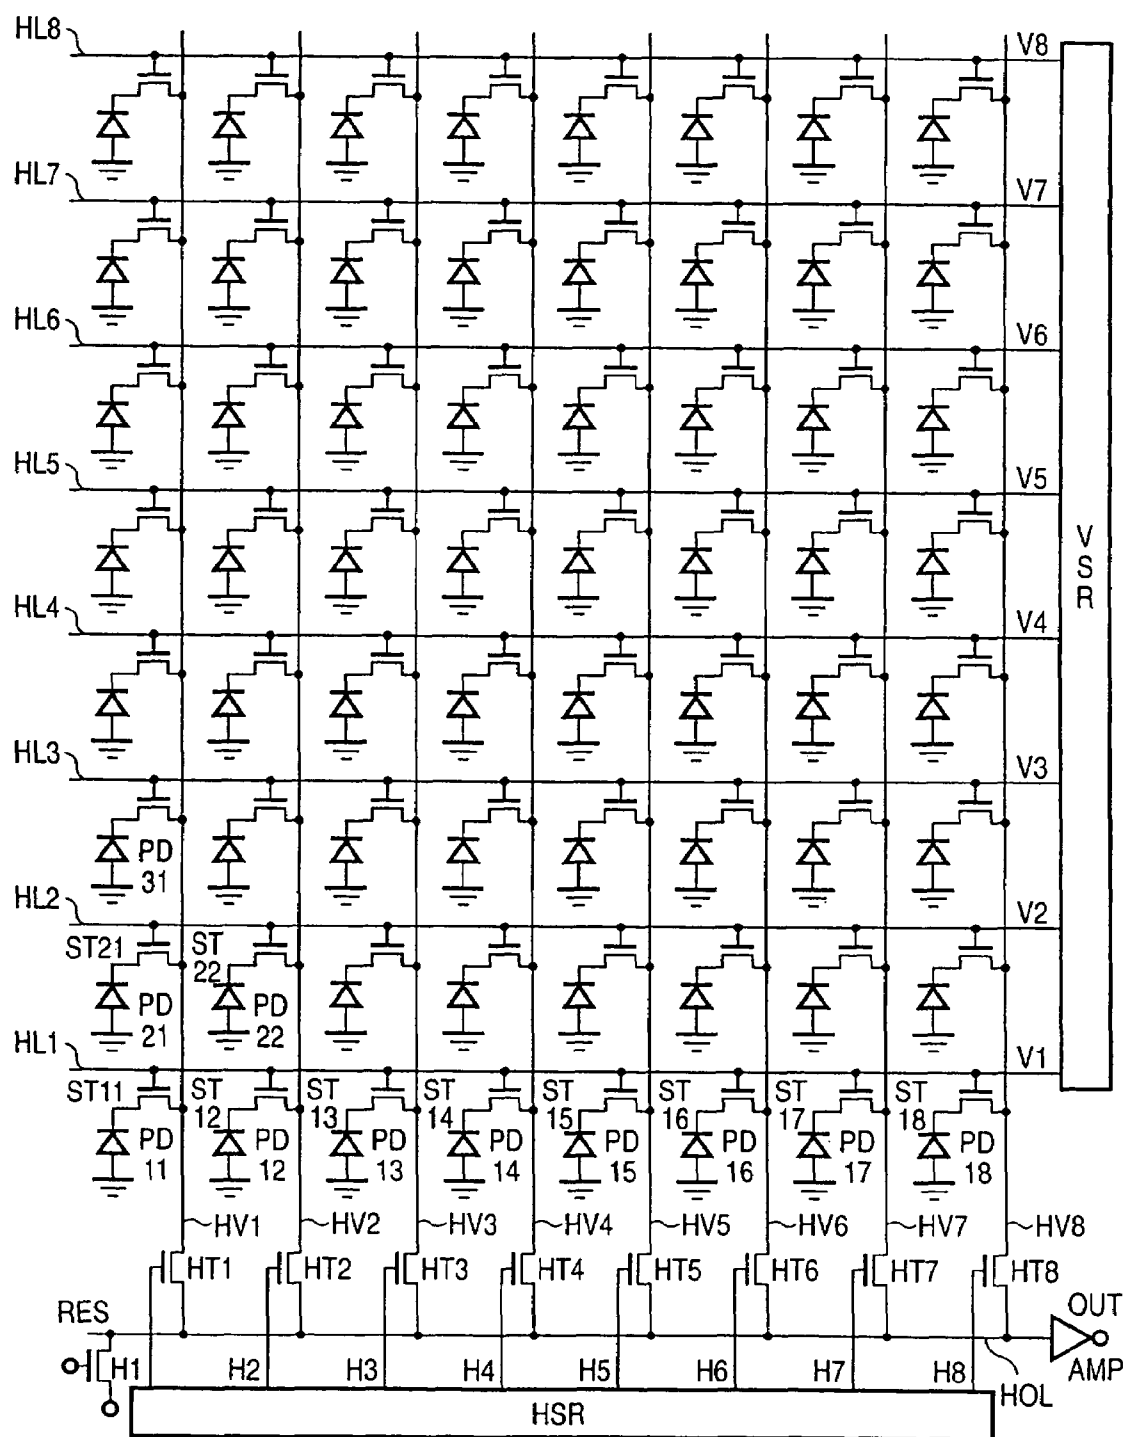 HL8
V8
HL7
V7
HL6
V6
HL5
V5
VSR
HL4
V4
HL3
V3
PD
31
HL2
V2
ST21
ST
22
PD
21
PD
22
HL1
V1
ST11
ST
12
ST
13
ST
14
ST
15
ST
16
ST
17
ST
18
PD
11
PD
12
PD
13
PD
14
PD
15
PD
16
PD
17
PD
18
HV1 HV2 HV3 HV4 HV5 HV6 HV7 HV8
HT1 HT2 HT3 HT4 HT5 HT6 HT7 HT8
RES
OUT
H1 H2 H3 H4 H5 H6 H7 H8
AMP
HOL
HSR